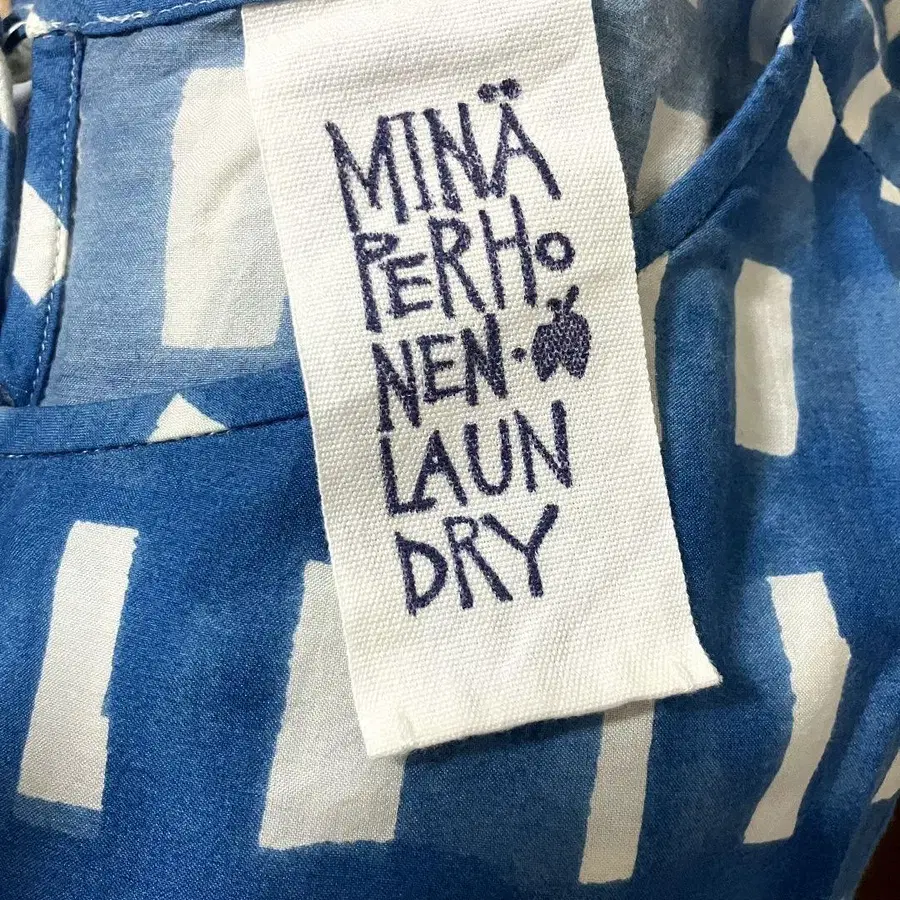 MINÄ
PERHO
NEN·
LAUN
DRY